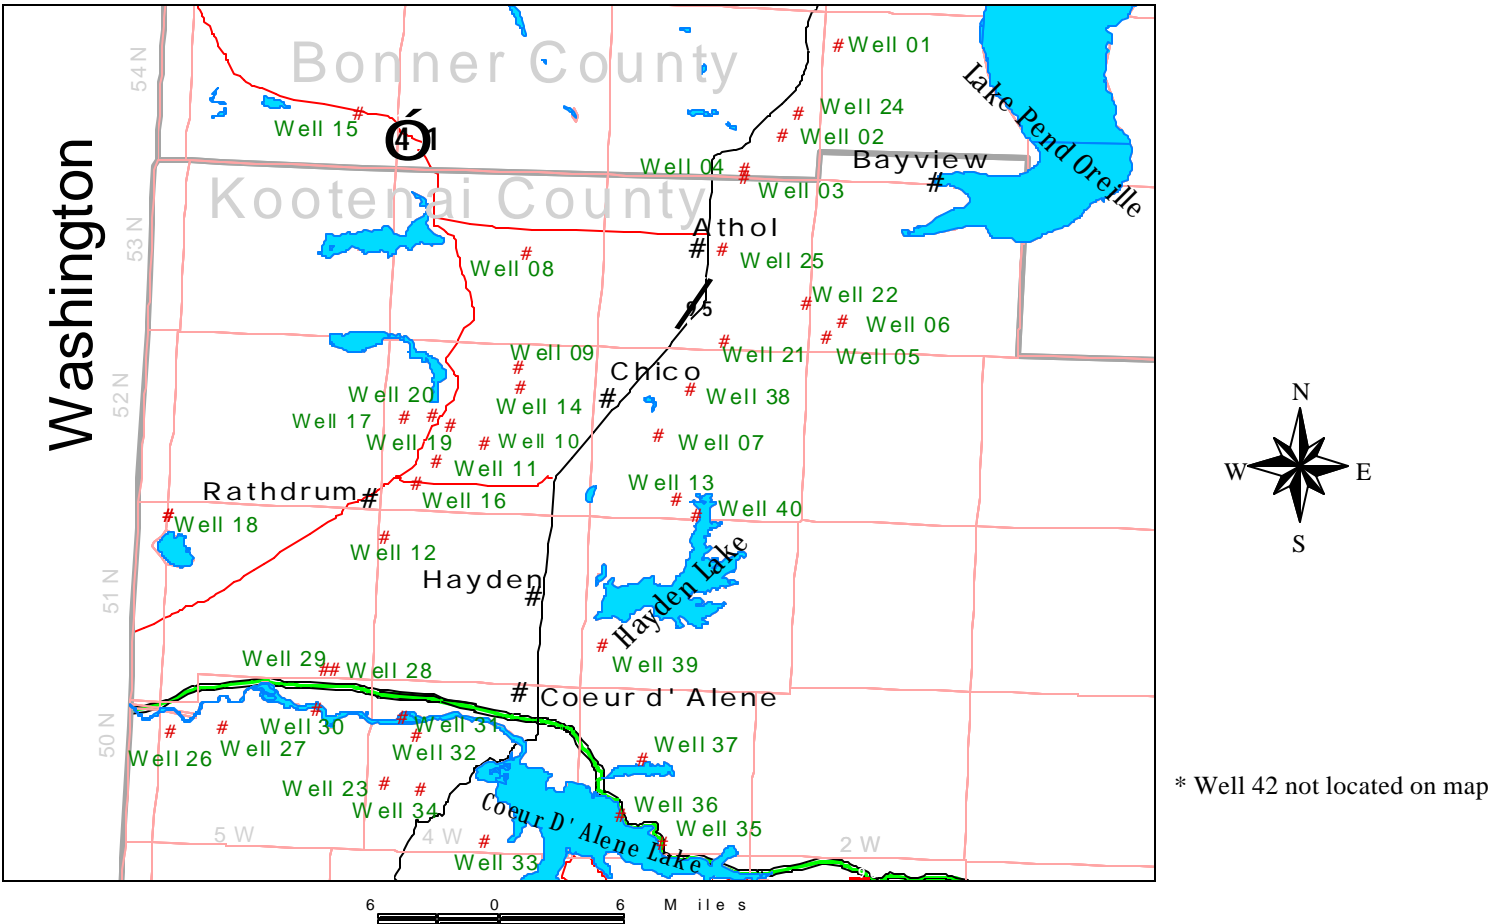 Bonner County
Well 01
54 N
Lake Pend Oreille
Well 24
Well 15
41
Well 02
Washington
Bayview
Well 04
Well 03
Kootenai County
53 N
Athol
Well 25
Well 08
Well 22
95
Well 06
Well 09
Well 21
Well 05
Chico
52 N
Well 20
Well 14
Well 38
Well 17
Well 19
Well 10
Well 07
Well 11
Well 13
Rathdrum
Well 16
Well 40
Well 18
Well 12
Hayden Lake
Hayden
51 N
Well 29
Well 28
Well 39
Coeur d' Alene
50 N
Well 30
Well 31
Well 26
Well 27
Well 32
Well 37
Well 23
Well 34
Well 36
Coeur D' Alene Lake
Well 35
5 W
4 W
2 W
Well 33
N
W
E
S
* Well 42 not located on map
6 0 6 Miles